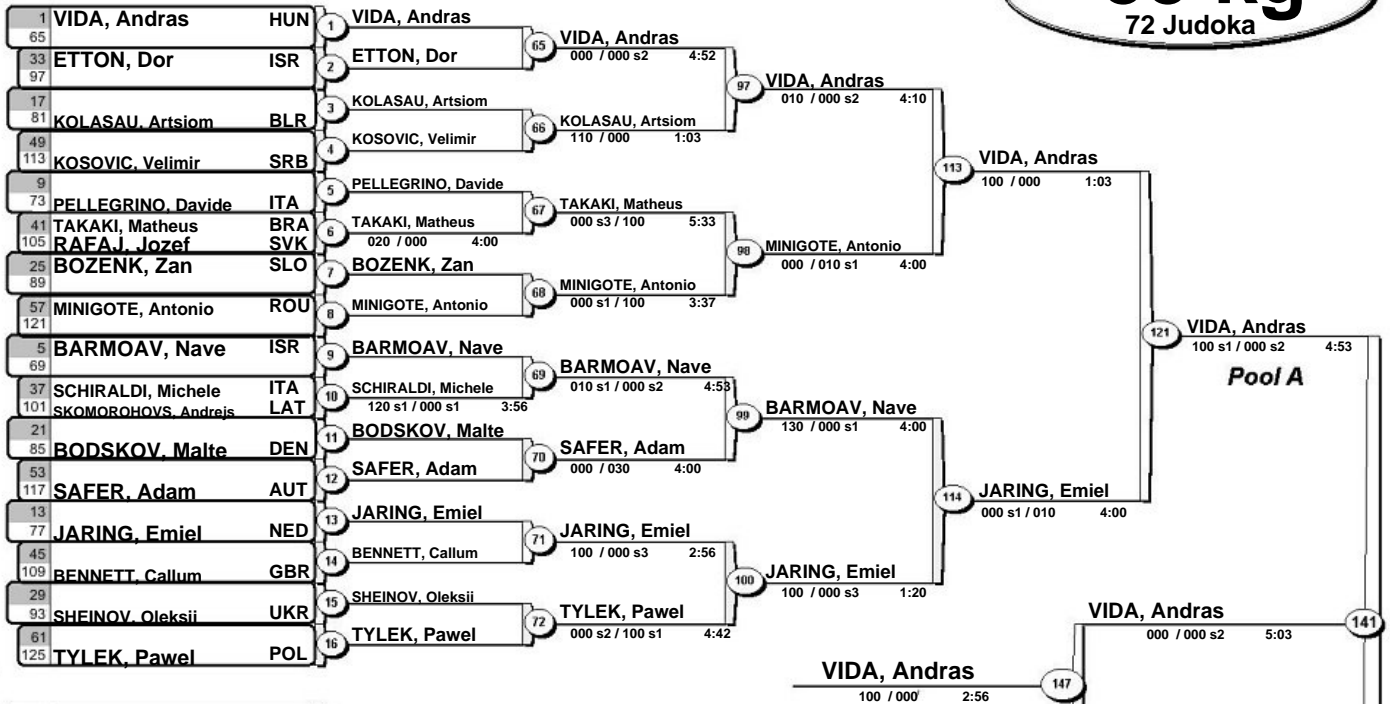 72 Judoka
1 VIDA, Andras HUN
65
33 ETTON, Dor ISR
97
17
81 KOLASAU, Artsiom BLR
49
113 KOSOVIC, Velimir SRB
9
73 PELLEGRINO, Davide ITA
41 TAKAKI, Matheus BRA
105 RAFAJ, Jozef SVK
25 BOZENK, Zan SLO
89
57 MINIGOTE, Antonio ROU
121
5 BARMOAV, Nave ISR
69
37 SCHIRALDI, Michele ITA
101 SKOMOROHOVS, Andrejs LAT
21
85 BODSKOV, Malte DEN
53
117 SAFER, Adam AUT
13
77 JARING, Emiel NED
45
109 BENNETT, Callum GBR
29
93 SHEINOV, Oleksii UKR
61
125 TYLEK, Pawel POL
1 VIDA, Andras
2 ETTON, Dor
3 KOLASAU, Artsiom
4 KOSOVIC, Velimir
5 PELLEGRINO, Davide
6 TAKAKI, Matheus
020 / 000 4:00
7 BOZENK, Zan
8 MINIGOTE, Antonio
9 BARMOAV, Nave
10 SCHIRALDI, Michele
120 s1 / 000 s1 3:56
11 BODSKOV, Malte
12 SAFER, Adam
13 JARING, Emiel
14 BENNETT, Callum
15 SHEINOV, Oleksii
16 TYLEK, Pawel
65 VIDA, Andras
000 / 000 s2 4:52
66 KOLASAU, Artsiom
110 / 000 1:03
67 TAKAKI, Matheus
000 s3 / 100 5:33
68 MINIGOTE, Antonio
000 s1 / 100 3:37
69 BARMOAV, Nave
010 s1 / 000 s2 4:53
70 SAFER, Adam
000 / 030 4:00
71 JARING, Emiel
100 / 000 s3 2:56
72 TYLEK, Pawel
000 s2 / 100 s1 4:42
97 VIDA, Andras
010 / 000 s2 4:10
98 MINIGOTE, Antonio
000 / 010 s1 4:00
99 BARMOAV, Nave
130 / 000 s1 4:00
100 JARING, Emiel
100 / 000 s3 1:20
113 VIDA, Andras
100 / 000 1:03
114 JARING, Emiel
000 s1 / 010 4:00
121 VIDA, Andras
100 s1 / 000 s2 4:53
Pool A
VIDA, Andras 141
000 / 000 s2 5:03
VIDA, Andras 147
100 / 000 2:56